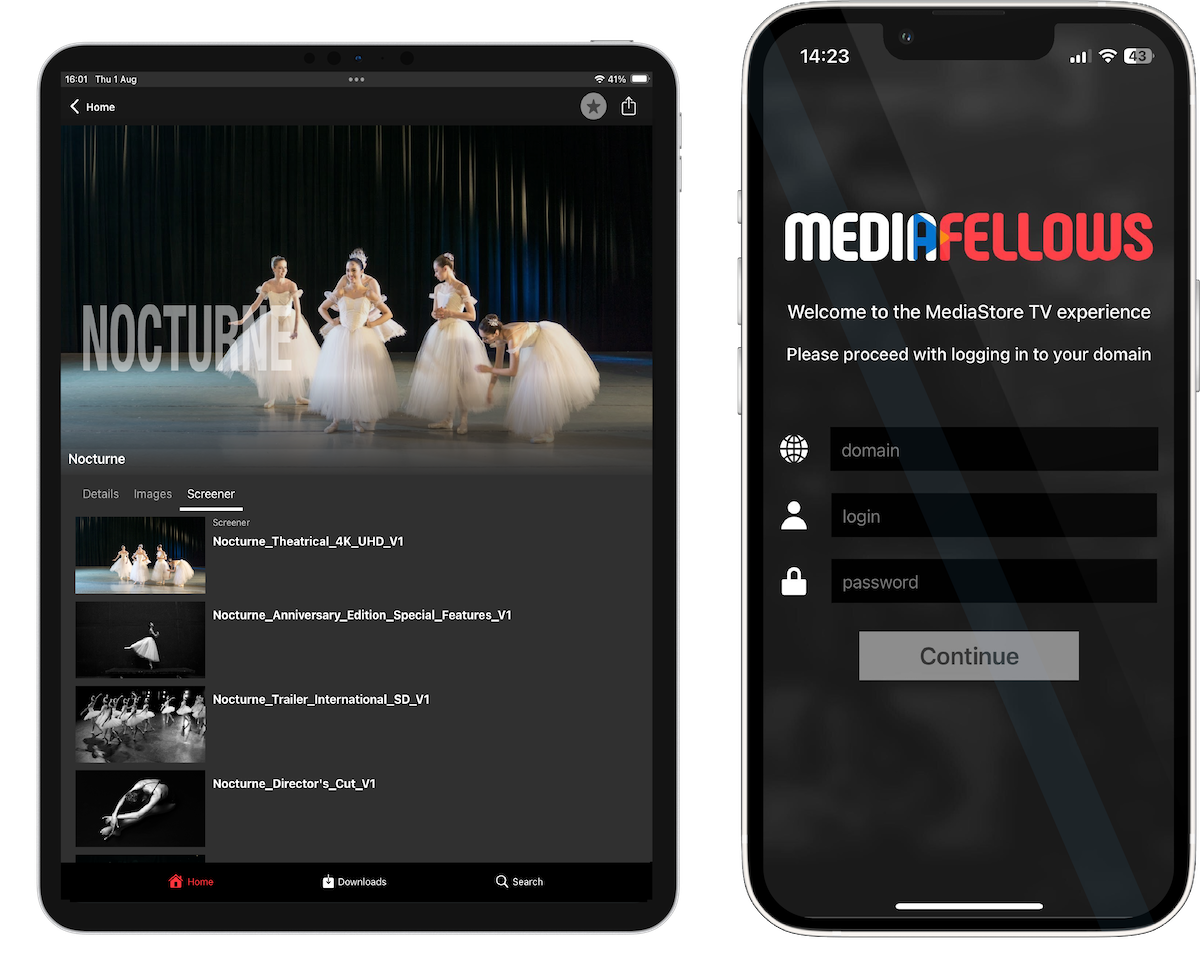 16:01 Thu 1 Aug
41%
Home
NOCTURNE
Nocturne
Details Images Screener
Screener
Nocturne_Theatrical_4K_UHD_V1
Nocturne_Anniversary_Edition_Special_Features_V1
Nocturne_Trailer_International_SD_V1
Nocturne_Director's_Cut_V1
Home Downloads Search
14:23
43
MEDIAFELLOWS
Welcome to the MediaStore TV experience
Please proceed with logging in to your domain
domain
login
password
Continue